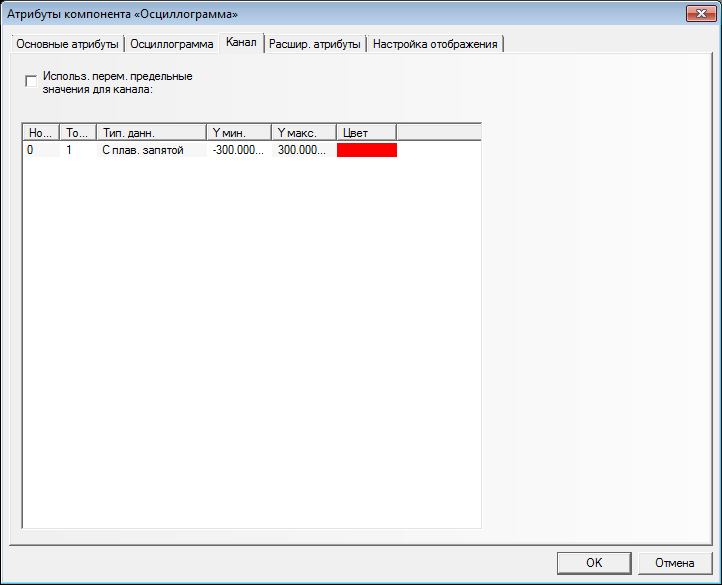 Атрибуты компонента «Осциллограмма»
Основные атрибуты Осциллограмма Канал Расшир. атрибуты Настройка отображения
Использ. перем. предельные
значения для канала:
Но... То... Тип. данн. Y мин. Y макс. Цвет
0 1 С плав. запятой -300.000... 300.000...
OK Отмена